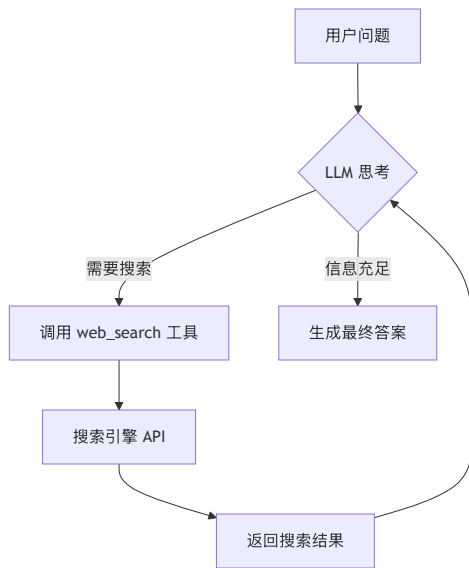 用户问题
LLM 思考
需要搜索
信息充足
调用 web_search 工具
生成最终答案
搜索引擎 API
返回搜索结果